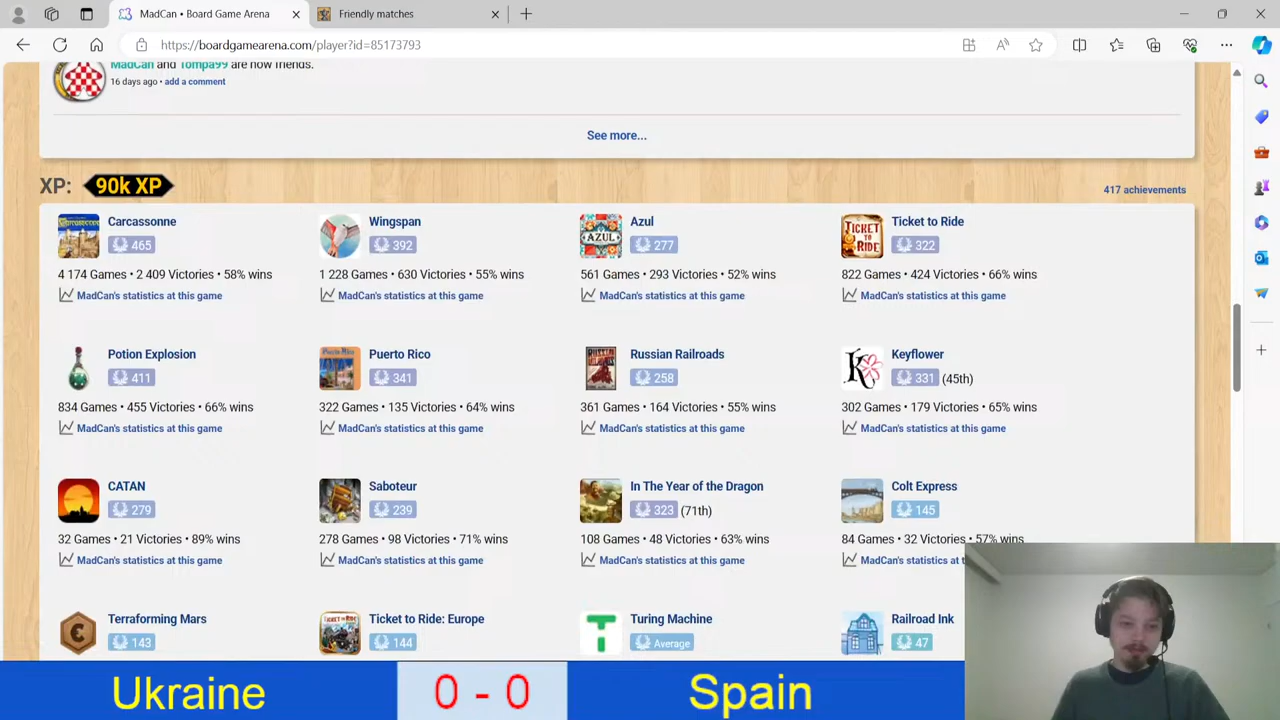 MadCan • Board Game Arena
Friendly matches
https://boardgamearena.com/player?id=85173793
MadCan and Tompa99 are now friends.
16 days ago • add a comment
See more...
XP: 90k XP
417 achievements
Carcassonne
465
4 174 Games • 2 409 Victories • 58% wins
MadCan's statistics at this game
Wingspan
392
1 228 Games • 630 Victories • 55% wins
MadCan's statistics at this game
Azul
277
561 Games • 293 Victories • 52% wins
MadCan's statistics at this game
Ticket to Ride
322
822 Games • 424 Victories • 66% wins
MadCan's statistics at this game
Potion Explosion
411
834 Games • 455 Victories • 66% wins
MadCan's statistics at this game
Puerto Rico
341
322 Games • 135 Victories • 64% wins
MadCan's statistics at this game
Russian Railroads
258
361 Games • 164 Victories • 55% wins
MadCan's statistics at this game
Keyflower
331 (45th)
302 Games • 179 Victories • 65% wins
MadCan's statistics at this game
CATAN
279
32 Games • 21 Victories • 89% wins
MadCan's statistics at this game
Saboteur
239
278 Games • 98 Victories • 71% wins
MadCan's statistics at this game
In The Year of the Dragon
323 (71th)
108 Games • 48 Victories • 63% wins
MadCan's statistics at this game
Colt Express
145
84 Games • 32 Victories • 57% wins
MadCan's statistics at
Terraforming Mars
143
Ticket to Ride: Europe
144
Turing Machine
Average
Railroad Ink
47
Ukraine 0 - 0 Spain